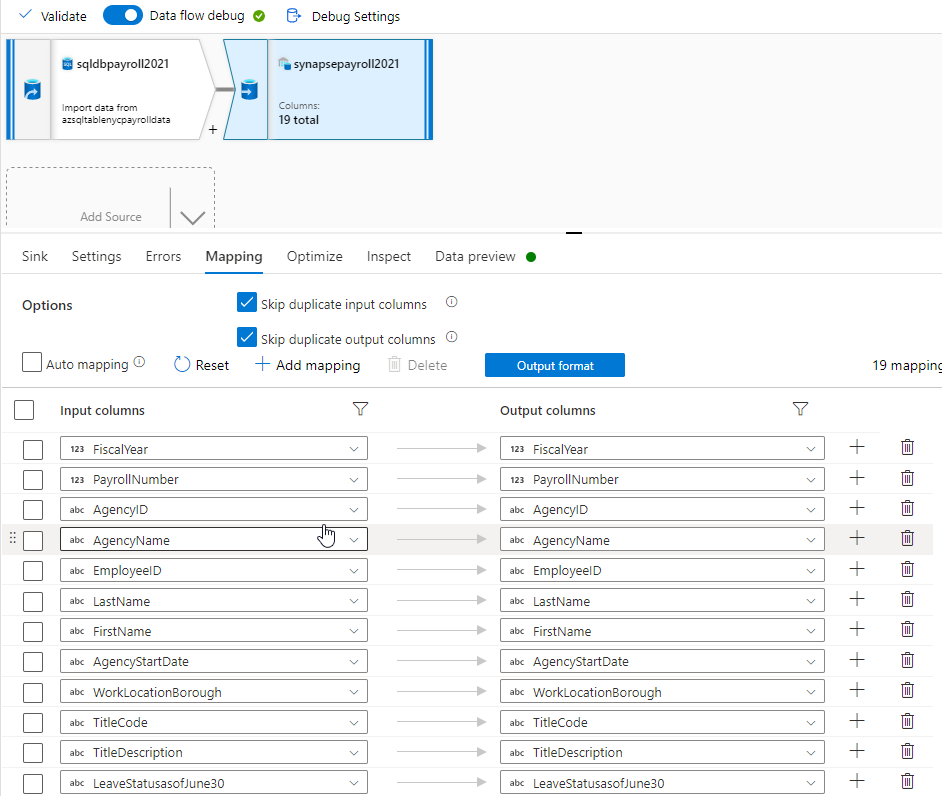 Validate Data flow debug Debug Settings
sqldbpayroll2021
Import data from
azsqltablenycpayrolldata
+
synapsepayroll2021
Columns:
19 total
Add Source
Sink Settings Errors Mapping Optimize Inspect Data preview
Options
Skip duplicate input columns
Skip duplicate output columns
Auto mapping Reset Add mapping Delete Output format 19 mapping
Input columns Output columns
123 FiscalYear 123 FiscalYear
123 PayrollNumber 123 PayrollNumber
abc AgencyID abc AgencyID
abc AgencyName abc AgencyName
abc EmployeeID abc EmployeeID
abc LastName abc LastName
abc FirstName abc FirstName
abc AgencyStartDate abc AgencyStartDate
abc WorkLocationBorough abc WorkLocationBorough
abc TitleCode abc TitleCode
abc TitleDescription abc TitleDescription
abc LeaveStatusasofJune30 abc LeaveStatusasofJune30